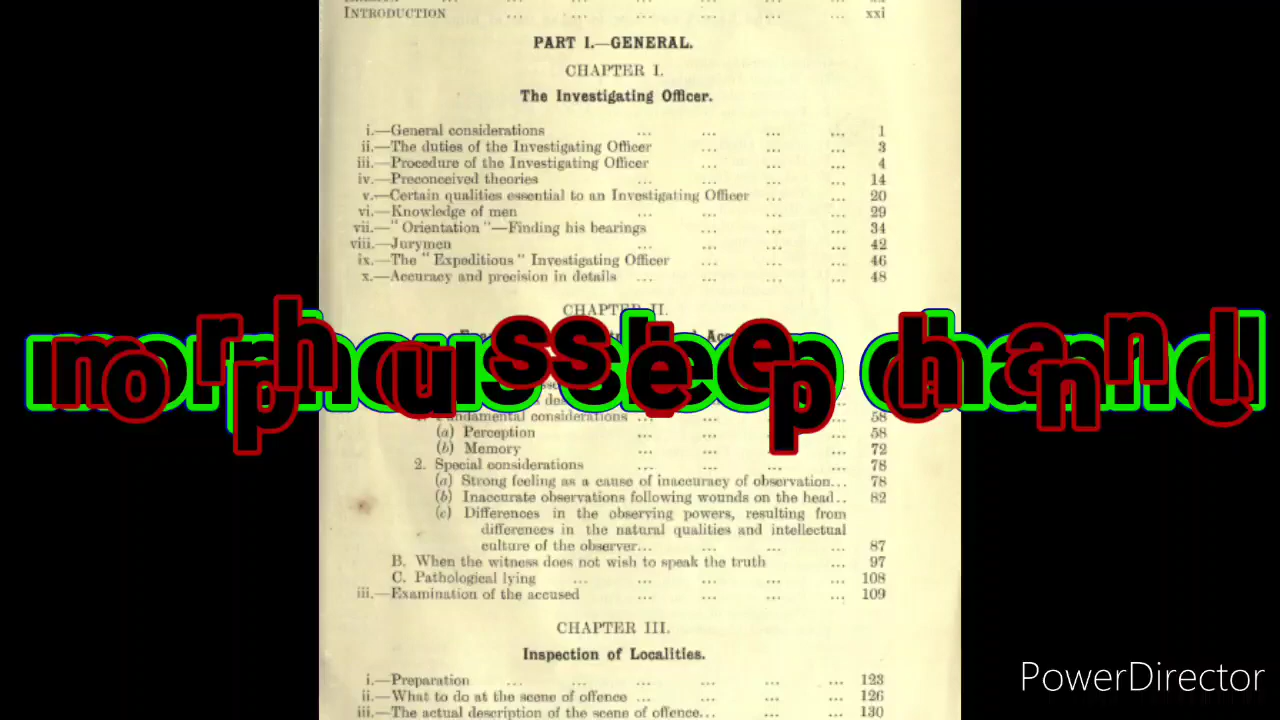 INTRODUCTION ... ... ... ... ... xxi
PART I.—GENERAL.
CHAPTER I.
The Investigating Officer.
i.—General considerations ... ... ... ... 1
ii.—The duties of the Investigating Officer ... ... ... 3
iii.—Procedure of the Investigating Officer ... ... ... 4
iv.—Preconceived theories ... ... ... ... 14
v.—Certain qualities essential to an Investigating Officer ... ... 20
vi.—Knowledge of men ... ... ... ... 29
vii.—"Orientation"—Finding his bearings ... ... ... 34
viii.—Jurymen ... ... ... ... 42
ix.—The "Expeditious" Investigating Officer ... ... ... 46
x.—Accuracy and precision in details ... ... ... ... 48
CHAPTER II.
morpheus sleep channel
Fundamental considerations ... ... ... ... 58
(a) Perception ... ... ... ... 58
(b) Memory ... ... ... ... 72
2. Special considerations ... ... ... ... 78
(a) Strong feeling as a cause of inaccuracy of observation... 78
(b) Inaccurate observations following wounds on the head.. 82
(c) Differences in the observing powers, resulting from
differences in the natural qualities and intellectual
culture of the observer... ... ... ... 87
B. When the witness does not wish to speak the truth ... 97
C. Pathological lying ... ... ... ... ... 108
iii.—Examination of the accused ... ... ... ... 109
CHAPTER III.
Inspection of Localities.
i.—Preparation ... ... ... ... ... ... 123
ii.—What to do at the scene of offence ... ... ... ... 126
iii.—The actual description of the scene of offence... ... ... 130
PowerDirector